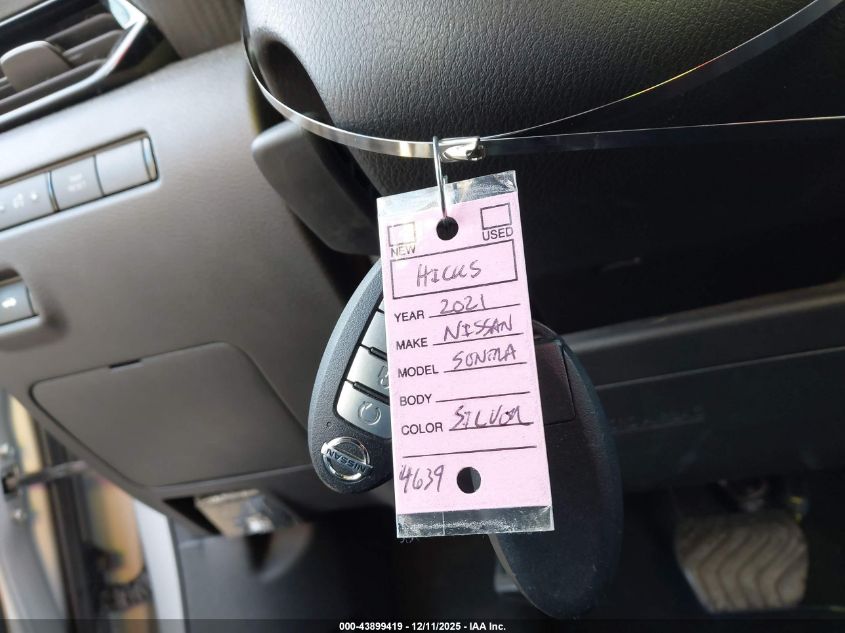 NEW USED
HICKS
YEAR 2021
MAKE NISSAN
MODEL SENTRA
BODY
COLOR SILVER
4639
NISSAN
000-43899419 - 12/11/2025 - IAA Inc.